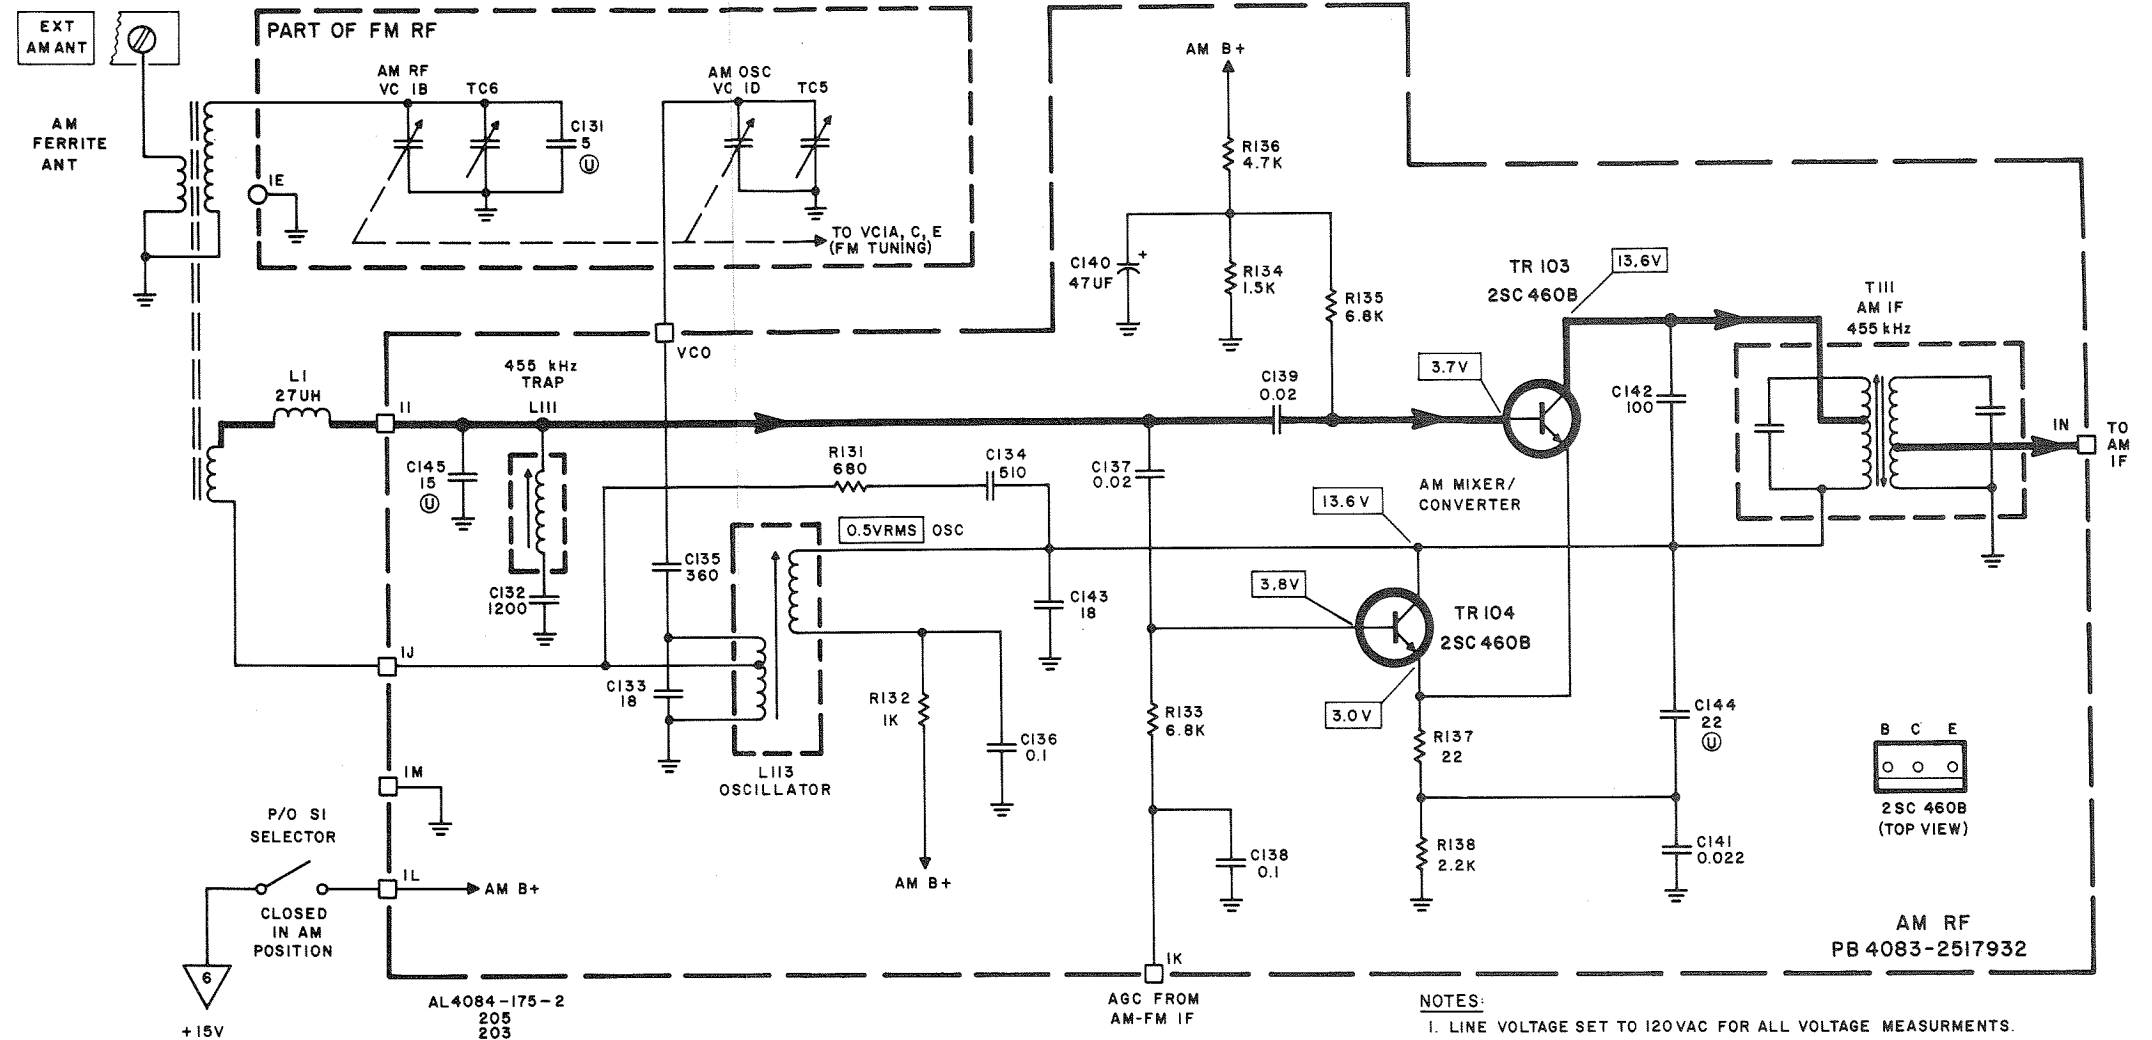 EXT
AM ANT
AM
FERRITE
ANT
PART OF FM RF
AM RF
VC 1B
TC6
C131
5
U
1E
AM OSC
VC 1D
TC5
TO VC1A, C, E
(FM TUNING)
AM B+
R136
4.7K
C140
+
47UF
R134
1.5K
R135
6.8K
TR 103
2SC 460B
13.6V
T111
AM IF
455 kHz
VCO
L1
27UH
11
455 kHz
TRAP
L111
C145
15
U
C132
1200
R131
680
C134
510
C137
0.02
C139
0.02
3.7V
C142
100
1N
TO
AM
IF
AM MIXER/
CONVERTER
13.6V
0.5VRMS OSC
C135
360
C143
18
3.8V
TR 104
2SC 460B
1J
C133
18
R132
1K
C136
0.1
R133
6.8K
3.0V
R137
22
C144
22
U
B C E
2SC 460B
(TOP VIEW)
L113
OSCILLATOR
1M
P/O S1
SELECTOR
C138
0.1
R138
2.2K
C141
0.022
1L
AM B+
AM B+
CLOSED
IN AM
POSITION
6
+15V
AM RF
PB 4083-2517932
1K
AL4084-175-2
205
203
AGC FROM
AM-FM IF
NOTES:
1. LINE VOLTAGE SET TO 120VAC FOR ALL VOLTAGE MEASURMENTS.